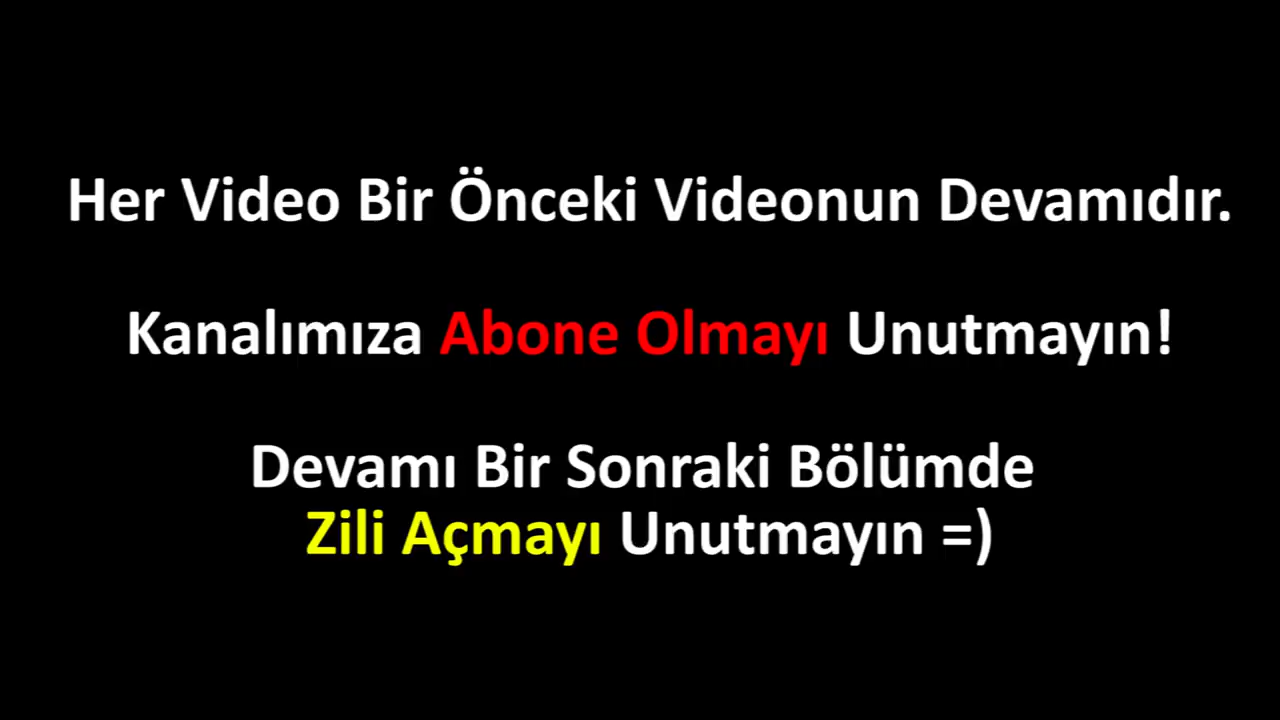 Her Video Bir Önceki Videonun Devamıdır.
Kanalımıza Abone Olmayı Unutmayın!
Devamı Bir Sonraki Bölümde
Zili Açmayı Unutmayın =)